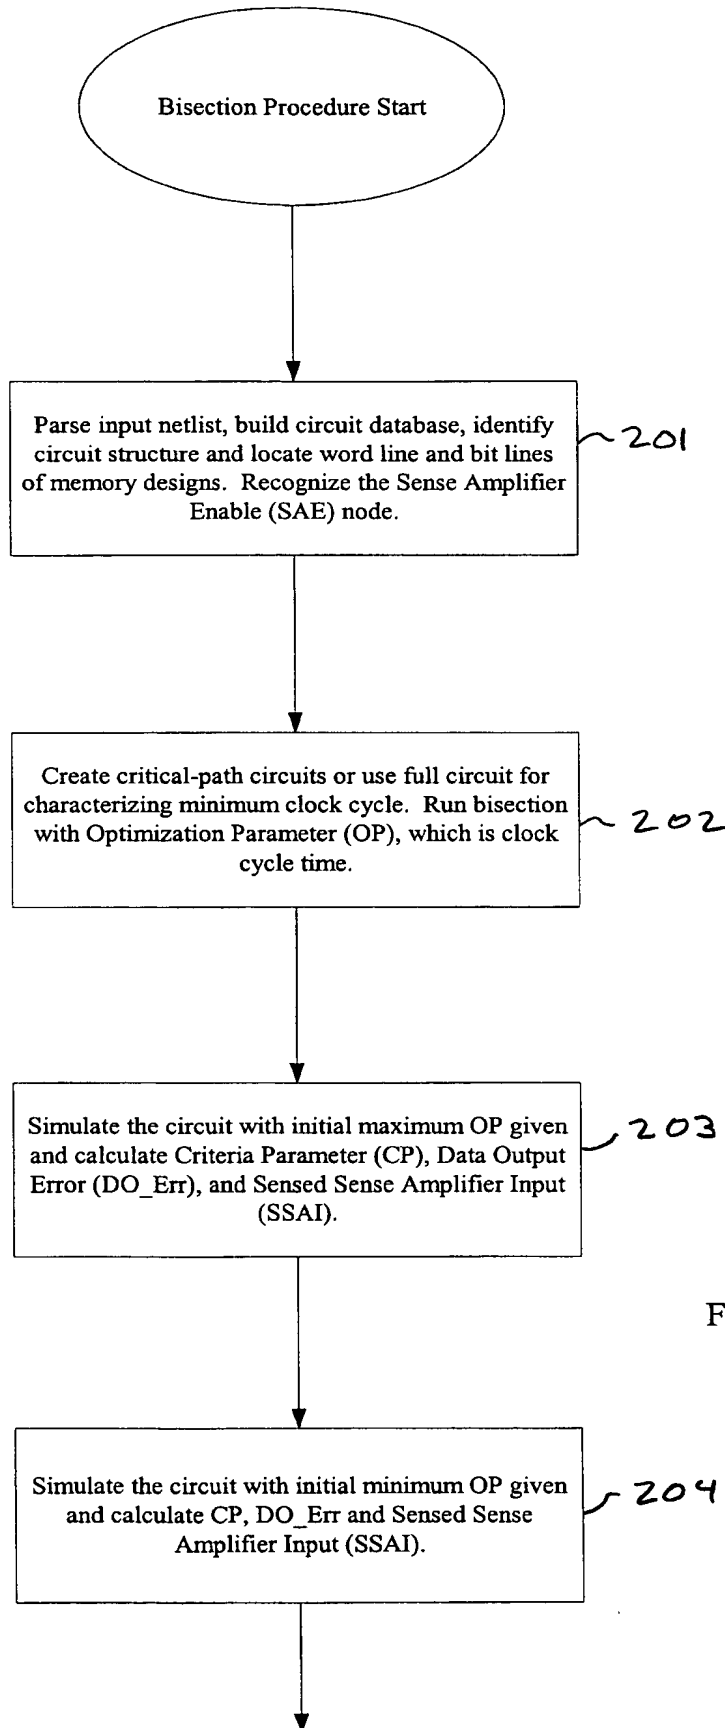 Bisection Procedure Start
Parse input netlist, build circuit database, identify
circuit structure and locate word line and bit lines
of memory designs. Recognize the Sense Amplifier
Enable (SAE) node.
201
Create critical-path circuits or use full circuit for
characterizing minimum clock cycle. Run bisection
with Optimization Parameter (OP), which is clock
cycle time.
202
Simulate the circuit with initial maximum OP given
and calculate Criteria Parameter (CP), Data Output
Error (DO_Err), and Sensed Sense Amplifier Input
(SSAI).
203
F
Simulate the circuit with initial minimum OP given
and calculate CP, DO_Err and Sensed Sense
Amplifier Input (SSAI).
204